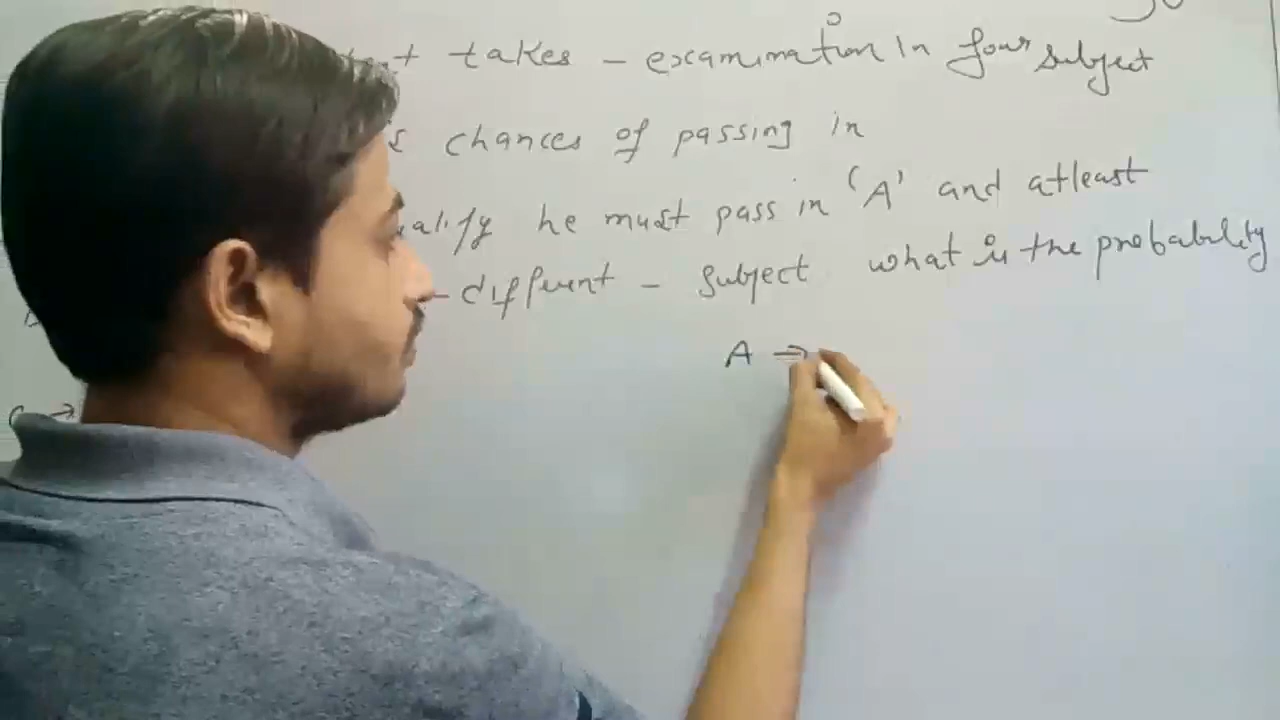 takes - examination in four subject
chances of passing in
he must pass in 'A' and atleast
- different - subject what is the probability
A →
C →